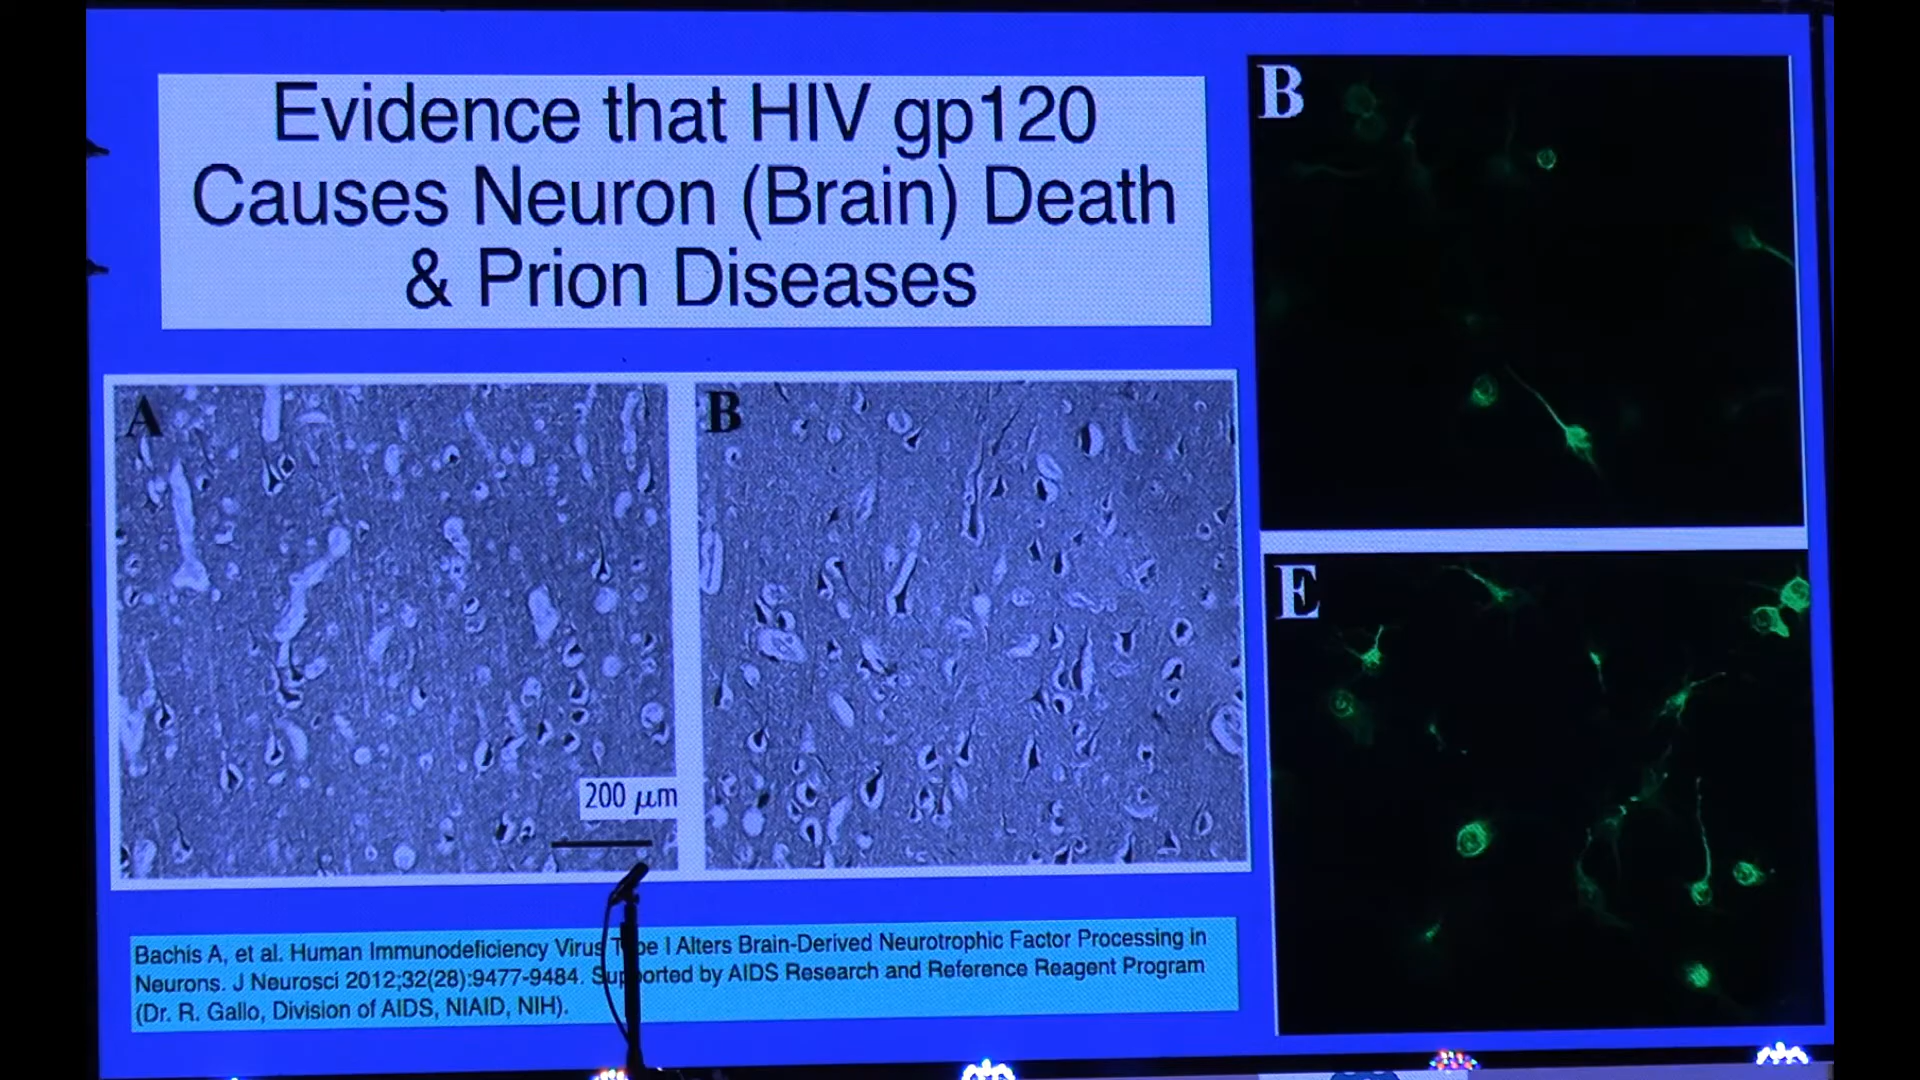 Evidence that HIV gp120
Causes Neuron (Brain) Death
& Prion Diseases
B
A
B
200 μm
E
Bachis A, et al. Human Immunodeficiency Virus Type I Alters Brain-Derived Neurotrophic Factor Processing in
Neurons. J Neurosci 2012;32(28):9477-9484. Supported by AIDS Research and Reference Reagent Program
(Dr. R. Gallo, Division of AIDS, NIAID, NIH).